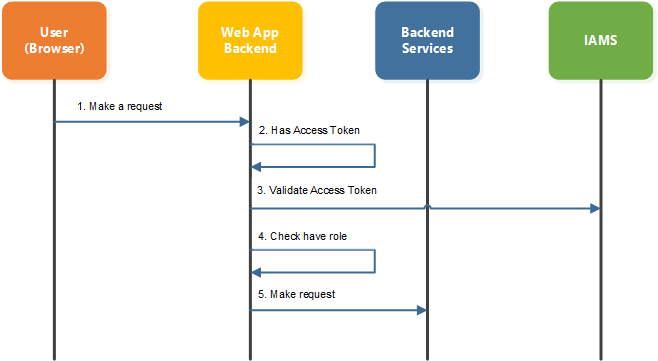 User
(Browser)
Web App
Backend
Backend
Services
IAMS
1. Make a request
2. Has Access Token
3. Validate Access Token
4. Check have role
5. Make request